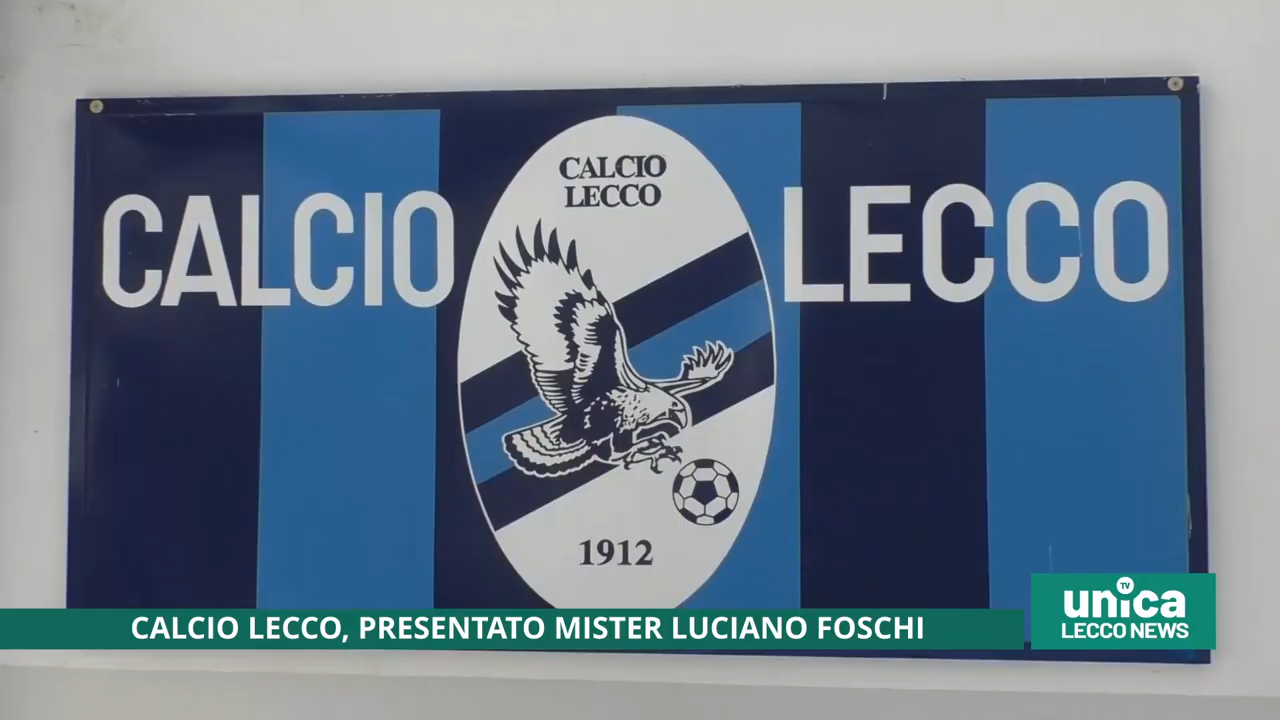 CALCIO LECCO
CALCIO
LECCO
1912
CALCIO LECCO, PRESENTATO MISTER LUCIANO FOSCHI
TV
unica
LECCO NEWS